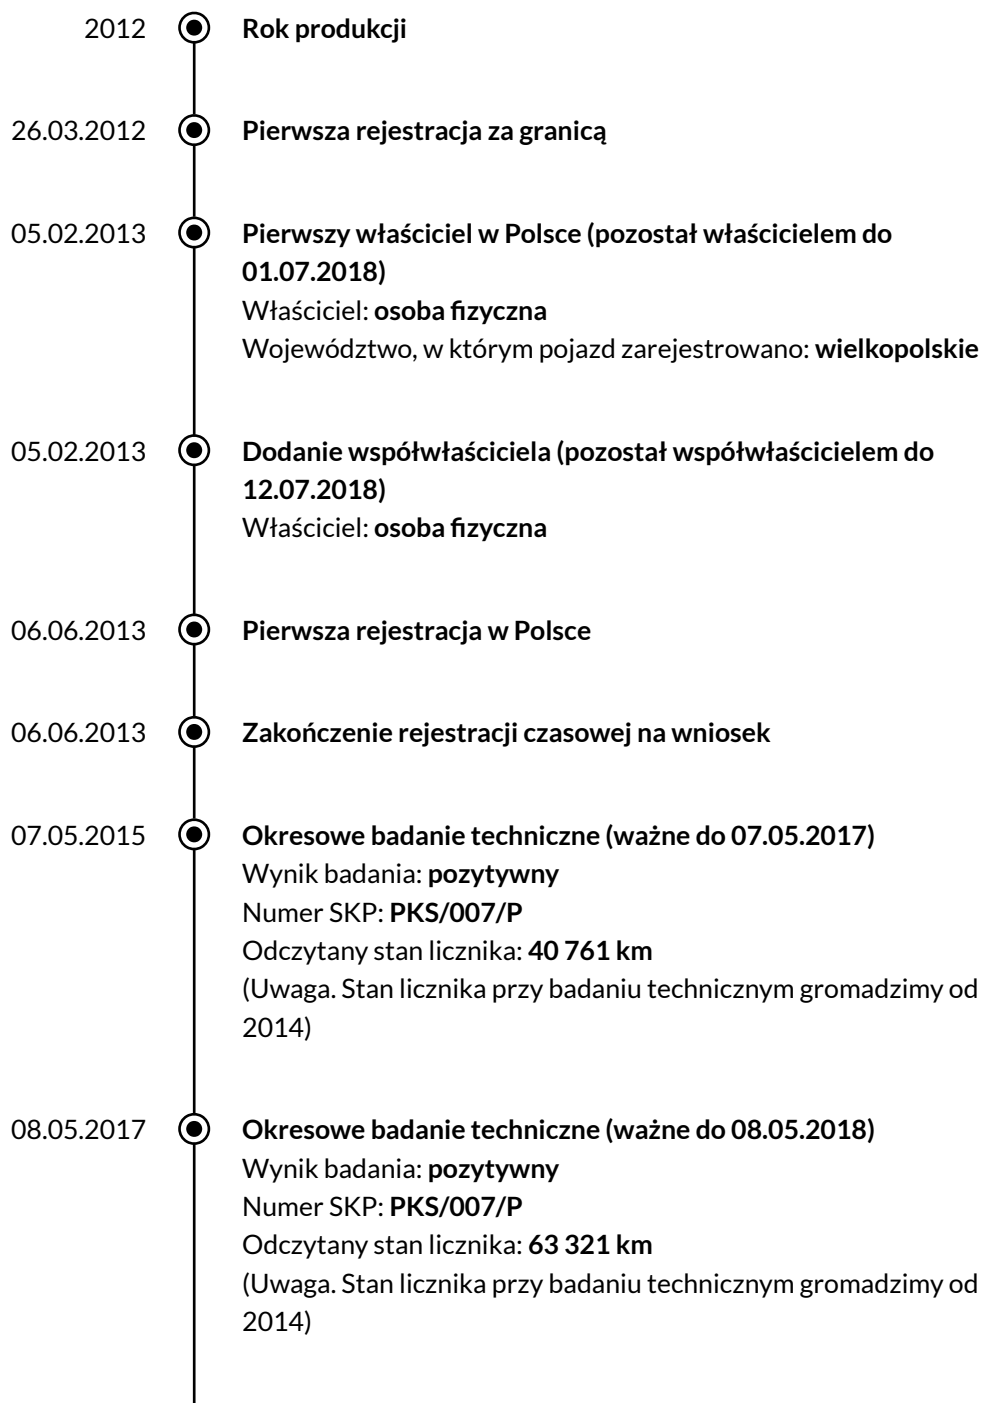 2012
Rok produkcji
26.03.2012
Pierwsza rejestracja za granicą
05.02.2013
Pierwszy właściciel w Polsce (pozostał właścicielem do
01.07.2018)
Właściciel: osoba fizyczna
Województwo, w którym pojazd zarejestrowano: wielkopolskie
05.02.2013
Dodanie współwłaściciela (pozostał współwłaścicielem do
12.07.2018)
Właściciel: osoba fizyczna
06.06.2013
Pierwsza rejestracja w Polsce
06.06.2013
Zakończenie rejestracji czasowej na wniosek
07.05.2015
Okresowe badanie techniczne (ważne do 07.05.2017)
Wynik badania: pozytywny
Numer SKP: PKS/007/P
Odczytany stan licznika: 40 761 km
(Uwaga. Stan licznika przy badaniu technicznym gromadzimy od
2014)
08.05.2017
Okresowe badanie techniczne (ważne do 08.05.2018)
Wynik badania: pozytywny
Numer SKP: PKS/007/P
Odczytany stan licznika: 63 321 km
(Uwaga. Stan licznika przy badaniu technicznym gromadzimy od
2014)